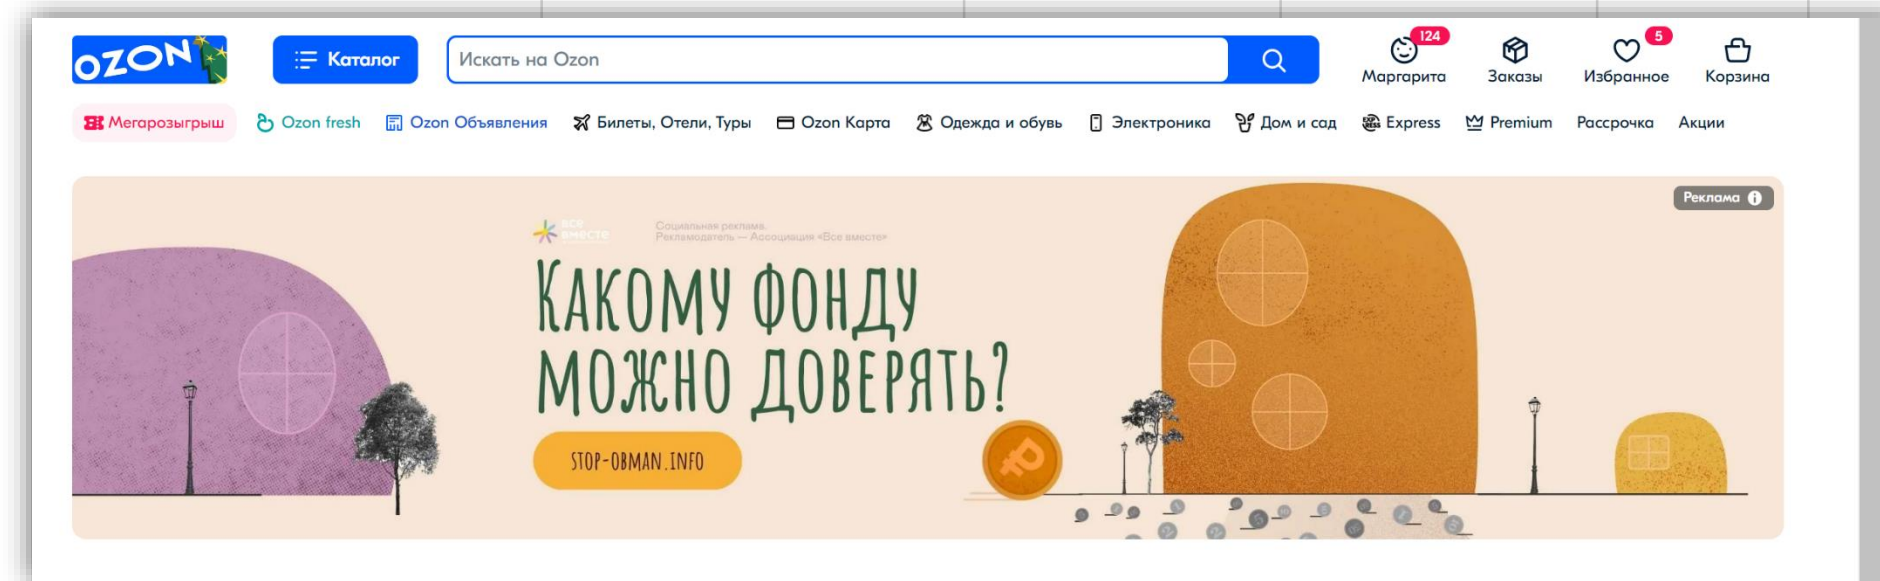 OZON
Каталог
Искать на Ozon
124
Маргарита
Заказы
5
Избранное
Корзина
Мегарозыгрыш
Ozon fresh
Ozon Объявления
Билеты, Отели, Туры
Ozon Карта
Одежда и обувь
Электроника
Дом и сад
Express
Premium
Рассрочка
Акции
Реклама
ВСЕ
ВМЕСТЕ
Социальная реклама.
Рекламодатель — Ассоциация «Все вместе»
КАКОМУ ФОНДУ
МОЖНО ДОВЕРЯТЬ?
STOP-OBMAN.INFO
₽